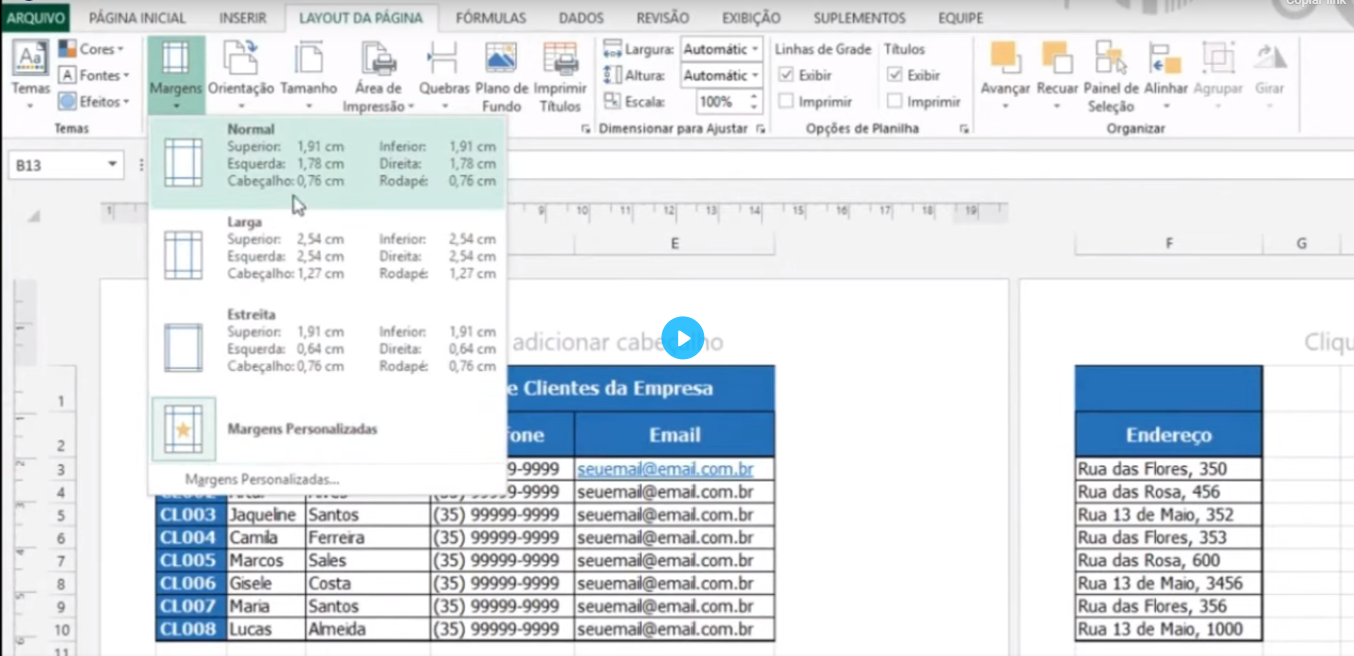 Copiar link
ARQUIVO PÁGINA INICIAL INSERIR LAYOUT DA PÁGINA FÓRMULAS DADOS REVISÃO EXIBIÇÃO SUPLEMENTOS EQUIPE
Cores Largura: Automátic Linhas de Grade Títulos
Aa A Fontes Altura: Automátic Exibir Exibir
Temas Efeitos Margens Orientação Tamanho Área de Impressão Quebras Plano de Fundo Imprimir Títulos Escala: 100% Imprimir Imprimir Avançar Recuar Painel de Seleção Alinhar Agrupar Girar
Temas Dimensionar para Ajustar Opções de Planilha Organizar
B13
Normal
Superior: 1,91 cm Inferior: 1,91 cm
Esquerda: 1,78 cm Direita: 1,78 cm
Cabeçalho: 0,76 cm Rodapé: 0,76 cm
1 9 10 11 12 13 14 15 16 17 18 19
Larga
Superior: 2,54 cm Inferior: 2,54 cm
Esquerda: 2,54 cm Direita: 2,54 cm
Cabeçalho: 1,27 cm Rodapé: 1,27 cm
E F G
Estreita
Superior: 1,91 cm Inferior: 1,91 cm
Esquerda: 0,64 cm Direita: 0,64 cm
Cabeçalho: 0,76 cm Rodapé: 0,76 cm
adicionar Cliqu
Margens Personalizadas
Margens Personalizadas...
1 e Clientes da Empresa
2 fone Email Endereço
3 9-9999 seuemail@email.com.br Rua das Flores, 350
4 9-9999 seuemail@email.com.br Rua das Rosa, 456
5 CL003 Jaqueline Santos (35) 99999-9999 seuemail@email.com.br Rua 13 de Maio, 352
6 CL004 Camila Ferreira (35) 99999-9999 seuemail@email.com.br Rua das Flores, 353
7 CL005 Marcos Sales (35) 99999-9999 seuemail@email.com.br Rua das Rosa, 600
8 CL006 Gisele Costa (35) 99999-9999 seuemail@email.com.br Rua 13 de Maio, 3456
9 CL007 Maria Santos (35) 99999-9999 seuemail@email.com.br Rua das Flores, 356
10 CL008 Lucas Almeida (35) 99999-9999 seuemail@email.com.br Rua 13 de Maio, 1000
11